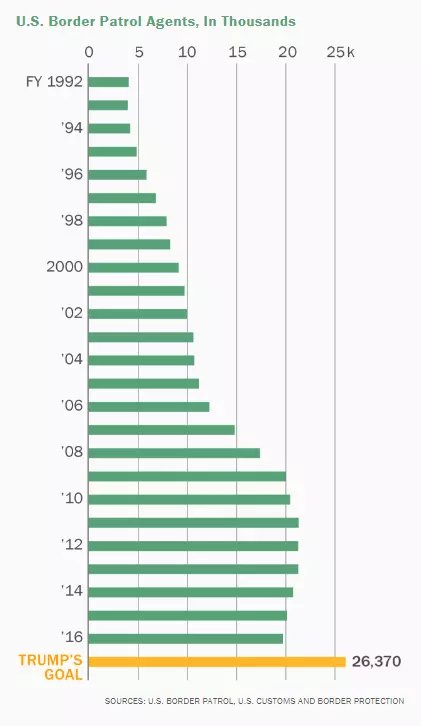 U.S. Border Patrol Agents, In Thousands
0 5 10 15 20 25k
FY 1992
’94
’96
’98
2000
’02
’04
’06
’08
’10
’12
’14
’16
TRUMP’S
GOAL
26,370
SOURCES: U.S. BORDER PATROL, U.S. CUSTOMS AND BORDER PROTECTION